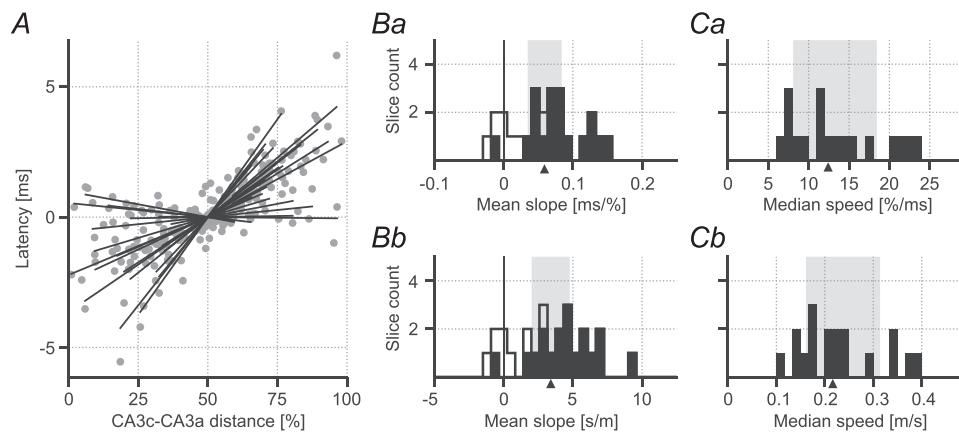 A
Latency [ms]
5
0
-5
0 25 50 75 100
CA3c-CA3a distance [%]
Ba
Slice count
4
2
-0.1 0 0.1 0.2
Mean slope [ms/%]
Bb
Slice count
4
2
-5 0 5 10
Mean slope [s/m]
Ca
0 5 10 15 20 25
Median speed [%/ms]
Cb
0 0.1 0.2 0.3 0.4
Median speed [m/s]